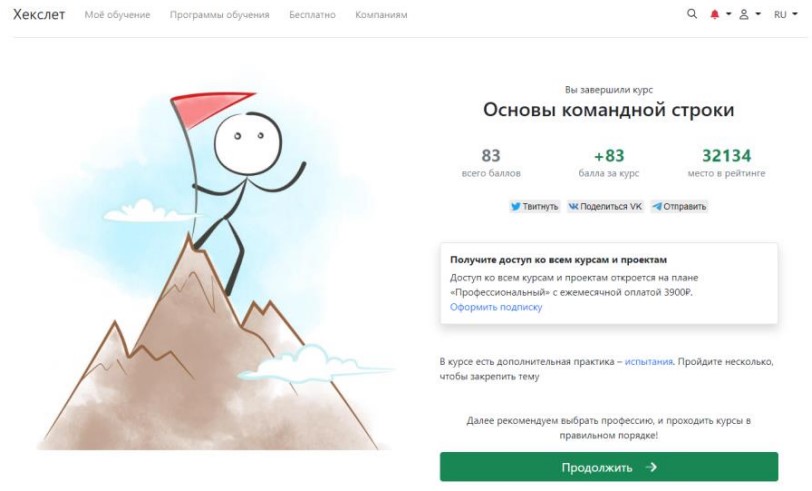 Хекслет Моё обучение Программы обучения Бесплатно Компаниям RU
Вы завершили курс
Основы командной строки
83 +83 32134
всего баллов балла за курс место в рейтинге
Твитнуть Поделиться VK Отправить
Получите доступ ко всем курсам и проектам
Доступ ко всем курсам и проектам откроется на плане
«Профессиональный» с ежемесячной оплатой 3900₽.
Оформить подписку
В курсе есть дополнительная практика – испытания. Пройдите несколько,
чтобы закрепить тему
Далее рекомендуем выбрать профессию, и проходить курсы в
правильном порядке!
Продолжить →